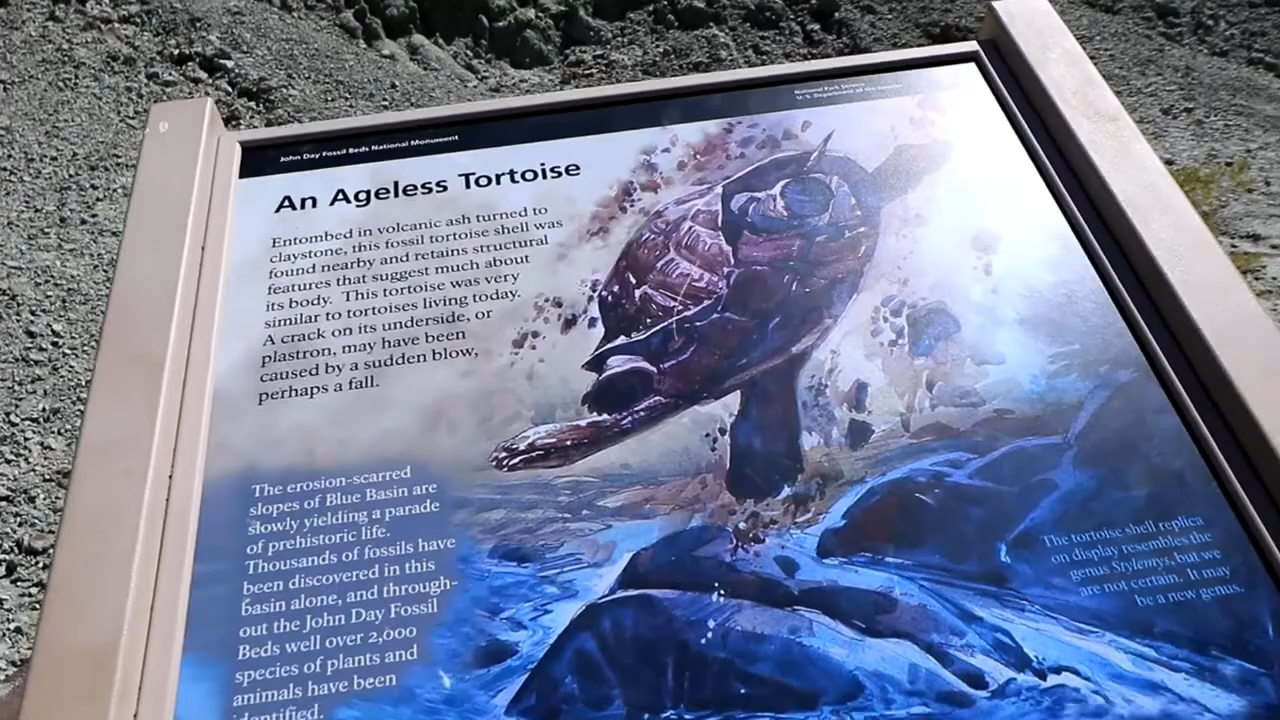 John Day Fossil Beds National Monument
National Park Service
U. S. Department of the Interior
An Ageless Tortoise
Entombed in volcanic ash turned to
claystone, this fossil tortoise shell was
found nearby and retains structural
features that suggest much about
its body. This tortoise was very
similar to tortoises living today.
A crack on its underside, or
plastron, may have been
caused by a sudden blow,
perhaps a fall.
The erosion-scarred
slopes of Blue Basin are
slowly yielding a parade
of prehistoric life.
Thousands of fossils have
been discovered in this
basin alone, and through-
out the John Day Fossil
Beds well over 2,000
species of plants and
animals have been
identified.
The tortoise shell replica
on display resembles the
genus Stylemys, but we
are not certain. It may
be a new genus.